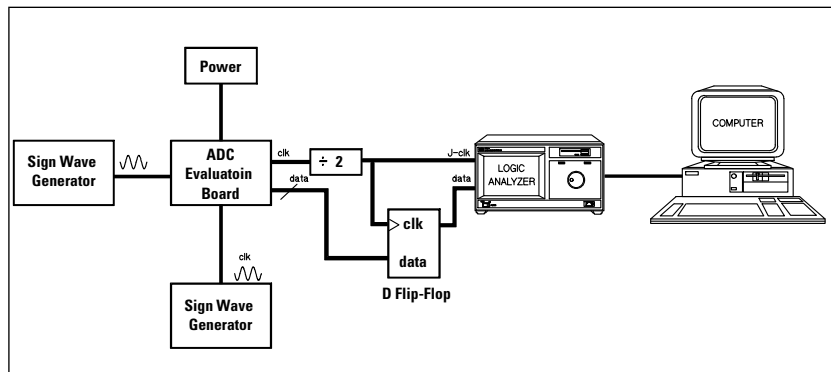 Power
Sign Wave
Generator
ADC
Evaluatoin
Board
clk
data
÷ 2
J-clk
data
LOGIC
ANALYZER
COMPUTER
clk
data
D Flip-Flop
clk
Sign Wave
Generator